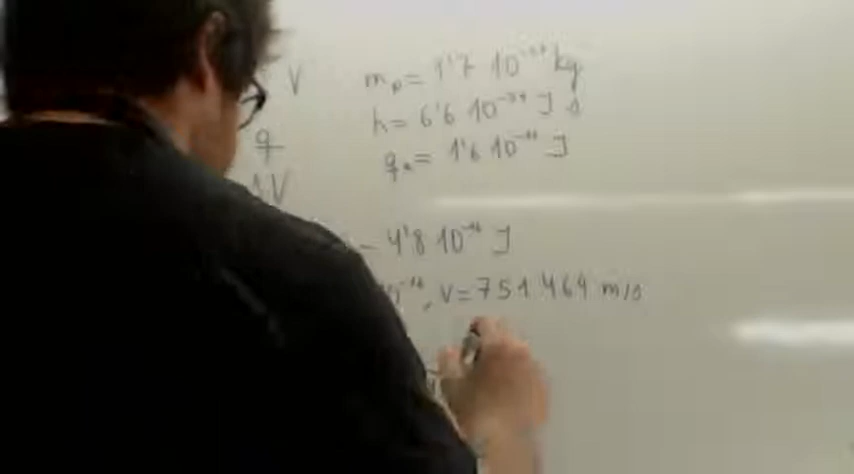 V mp= 1'7 10⁻²⁷ kg
h= 6'6 10⁻³⁴ J s
q qe= 1'6 10⁻¹⁹ J
ΔV
4'8 10⁻¹⁶ J
v=751 464 m/s